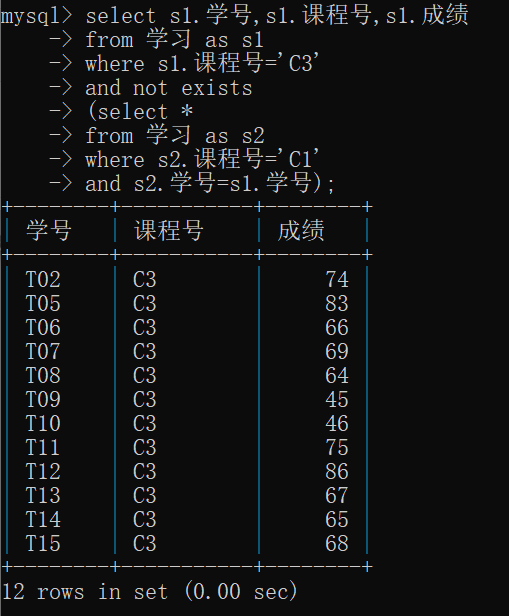 mysql> select s1.学号,s1.课程号,s1.成绩
    -> from 学习 as s1
    -> where s1.课程号='C3'
    -> and not exists
    -> (select *
    -> from 学习 as s2
    -> where s2.课程号='C1'
    -> and s2.学号=s1.学号);
+--------+-----------+--------+
| 学号   | 课程号    | 成绩   |
+--------+-----------+--------+
| T02    | C3        |     74 |
| T05    | C3        |     83 |
| T06    | C3        |     66 |
| T07    | C3        |     69 |
| T08    | C3        |     64 |
| T09    | C3        |     45 |
| T10    | C3        |     46 |
| T11    | C3        |     75 |
| T12    | C3        |     86 |
| T13    | C3        |     67 |
| T14    | C3        |     65 |
| T15    | C3        |     68 |
+--------+-----------+--------+
12 rows in set (0.00 sec)